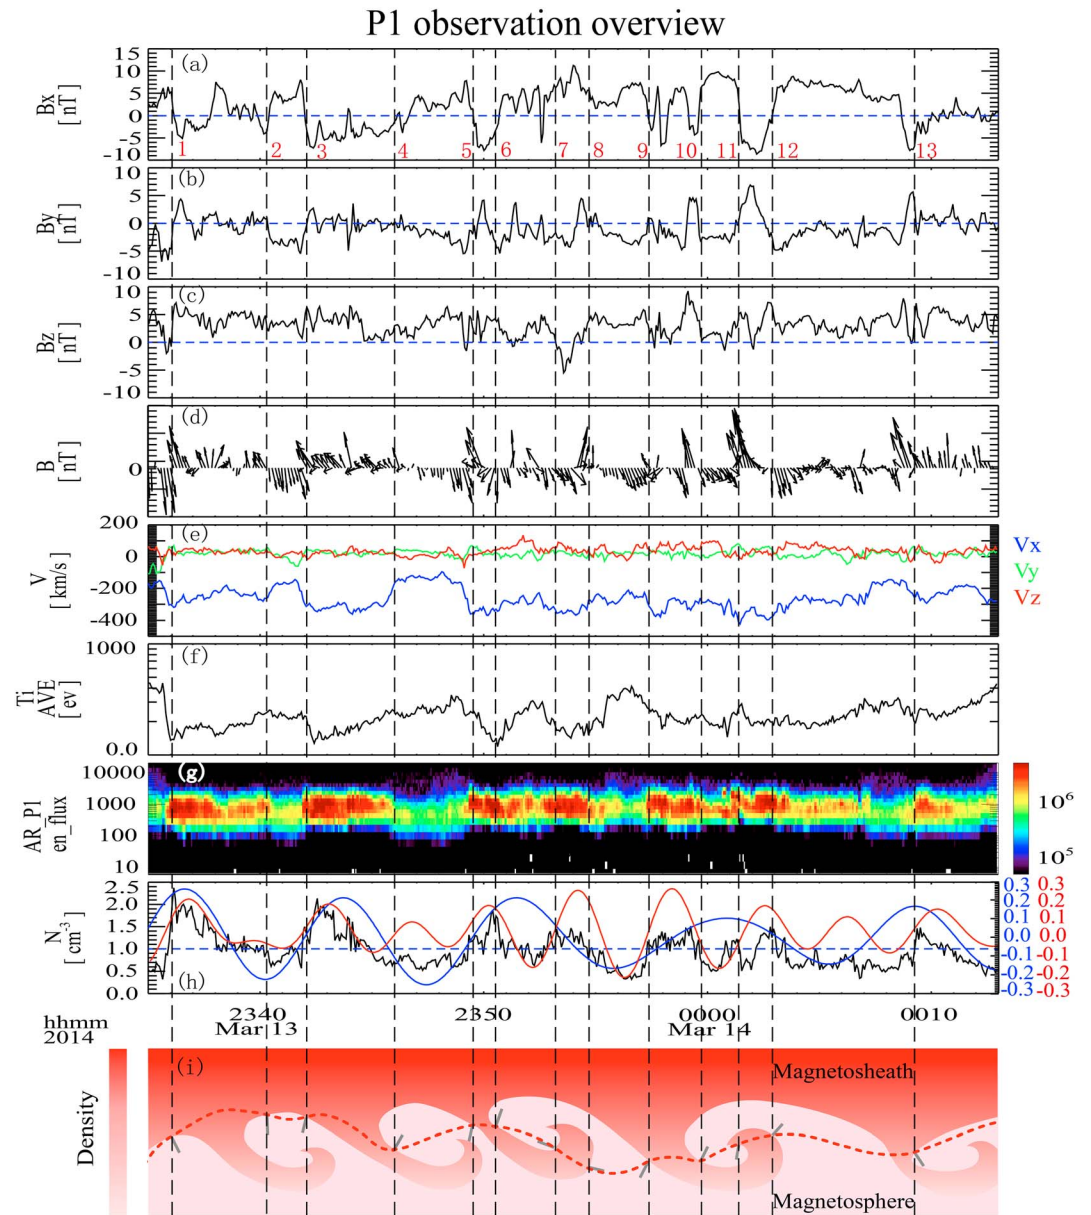 P1 observation overview
(a)
Bx
[ nT ]
15
10
5
0
-5
-10
1 2 3 4 5 6 7 8 9 10 11 12 13
(b)
By
[ nT ]
10
5
0
-5
-10
(c)
Bz
[ nT ]
10
5
0
-5
-10
(d)
B
[ nT ]
0
(e)
V
[ km/s ]
200
0
-200
-400
Vx
Vy
Vz
(f)
Ti
AVE
[ ev ]
1000
0.0
(g)
AR_P1
en_flux
10000
1000
100
10
10⁶
10⁵
(h)
N
[ cm⁻³ ]
2.5
2.0
1.5
1.0
0.5
0.0
0.3 0.3
0.2 0.2
0.1 0.1
0.0 0.0
-0.1 -0.1
-0.2 -0.2
-0.3 -0.3
hhmm
2014
2340 2350 0000 0010
Mar 13 Mar 14
(i)
Density
Magnetosheath
Magnetosphere